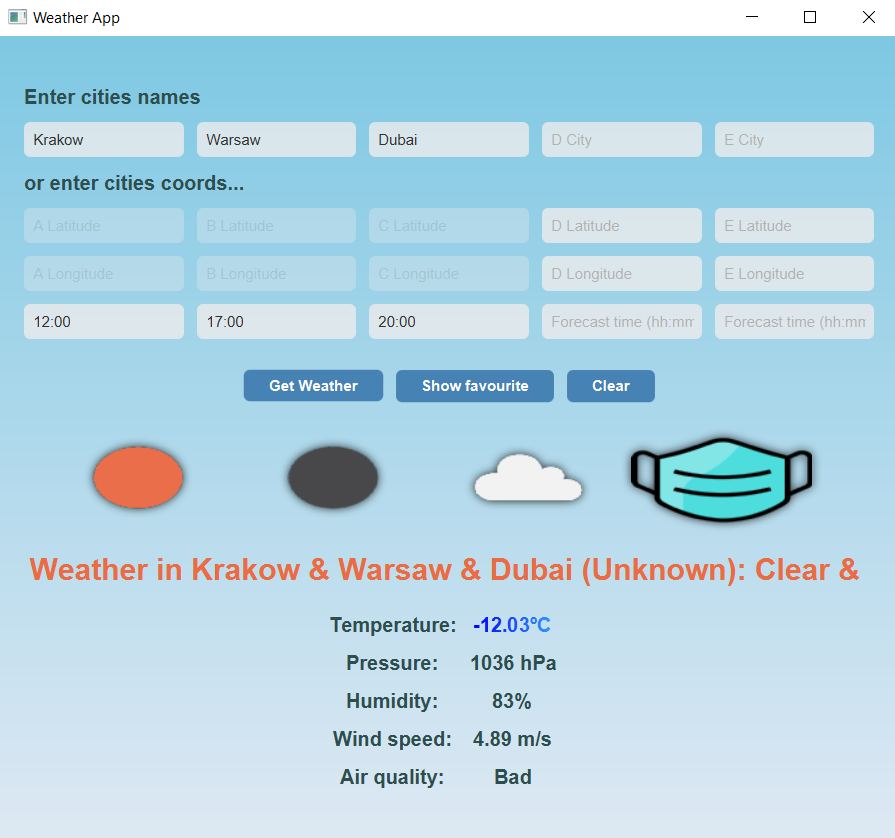 Weather App
Enter cities names
Krakow Warsaw Dubai D City E City
or enter cities coords...
A Latitude B Latitude C Latitude D Latitude E Latitude
A Longitude B Longitude C Longitude D Longitude E Longitude
12:00 17:00 20:00 Forecast time (hh:mm Forecast time (hh:mm
Get Weather Show favourite Clear
Weather in Krakow & Warsaw & Dubai (Unknown): Clear &
Temperature: -12.03°C
Pressure: 1036 hPa
Humidity: 83%
Wind speed: 4.89 m/s
Air quality: Bad